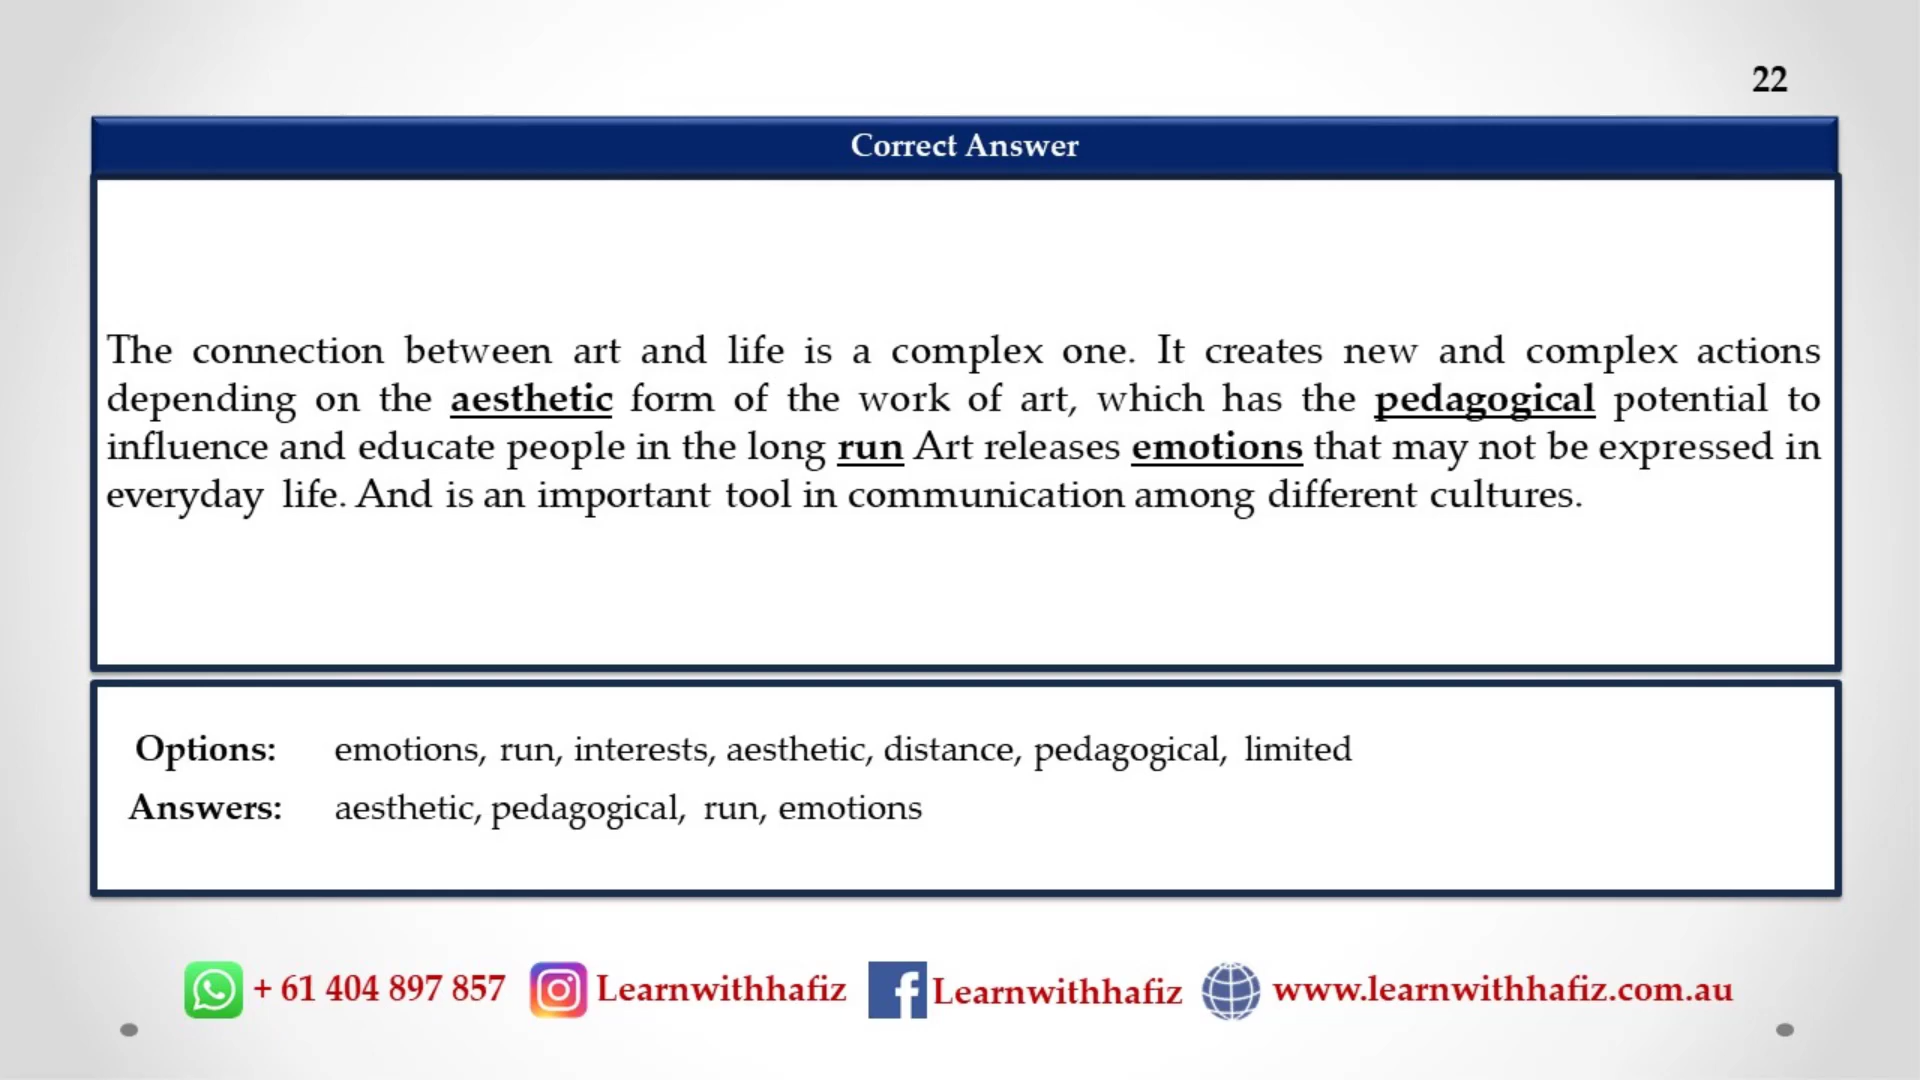 22
Correct Answer
The connection between art and life is a complex one. It creates new and complex actions
depending on the aesthetic form of the work of art, which has the pedagogical potential to
influence and educate people in the long run Art releases emotions that may not be expressed in
everyday life. And is an important tool in communication among different cultures.
Options: emotions, run, interests, aesthetic, distance, pedagogical, limited
Answers: aesthetic, pedagogical, run, emotions
+ 61 404 897 857 Learnwithhafiz Learnwithhafiz www.learnwithhafiz.com.au